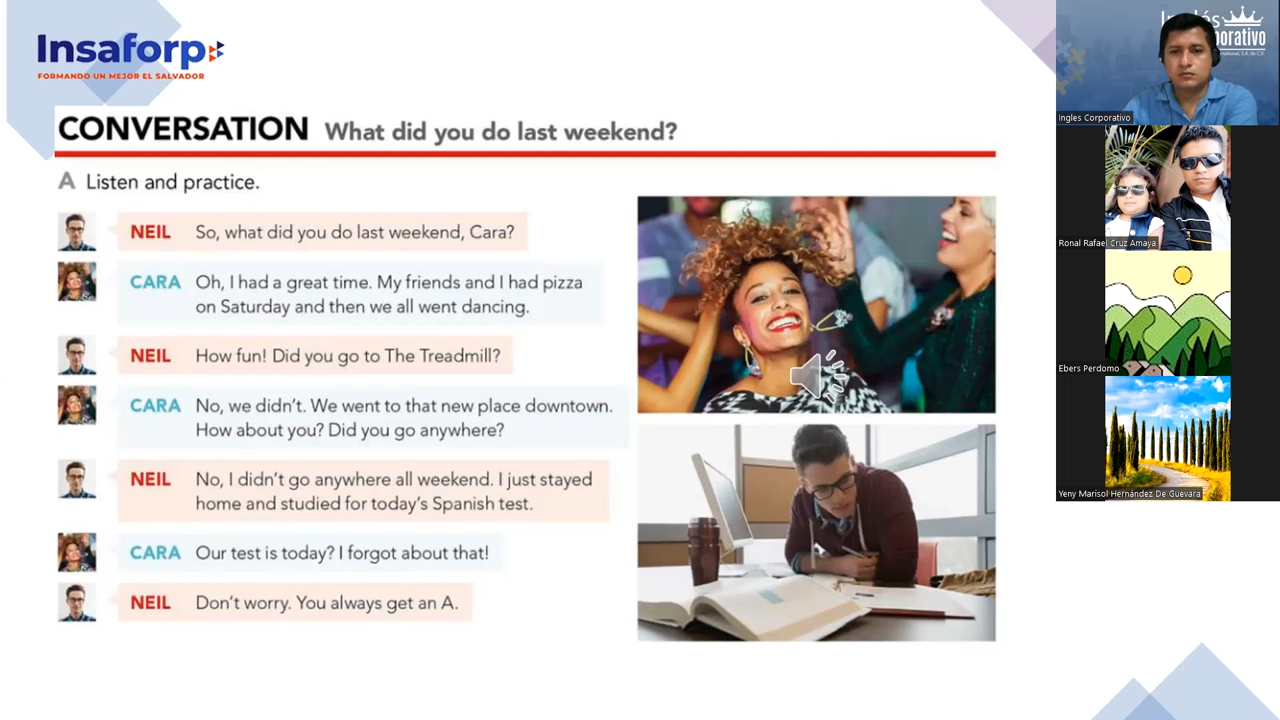 Insaforp
FORMANDO UN MEJOR EL SALVADOR
CONVERSATION What did you do last weekend?
A Listen and practice.
NEIL So, what did you do last weekend, Cara?
CARA Oh, I had a great time. My friends and I had pizza
on Saturday and then we all went dancing.
NEIL How fun! Did you go to The Treadmill?
CARA No, we didn't. We went to that new place downtown.
How about you? Did you go anywhere?
NEIL No, I didn't go anywhere all weekend. I just stayed
home and studied for today's Spanish test.
CARA Our test is today? I forgot about that!
NEIL Don't worry. You always get an A.
Ingles Corporativo
Ronal Rafael Cruz Amaya
Ebers Perdomo
Yeny Marisol Hernández De Guevara